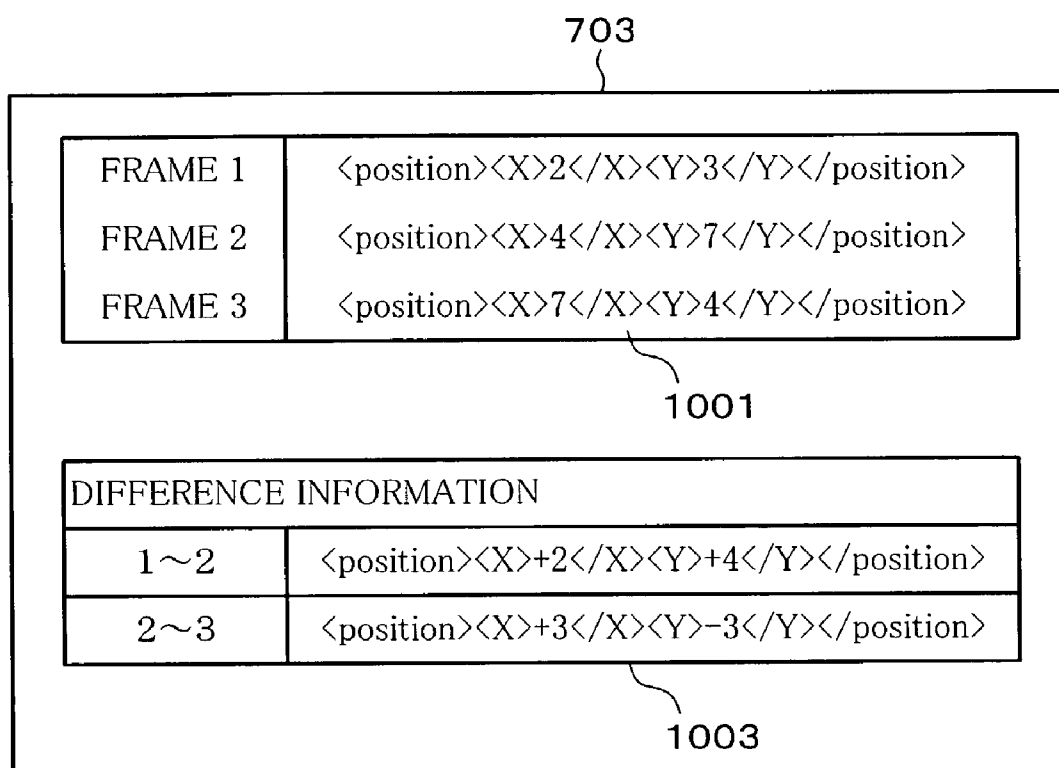 703
FRAME 1 <position><X>2</X><Y>3</Y></position>
FRAME 2 <position><X>4</X><Y>7</Y></position>
FRAME 3 <position><X>7</X><Y>4</Y></position>
1001
DIFFERENCE INFORMATION
1～2 <position><X>+2</X><Y>+4</Y></position>
2～3 <position><X>+3</X><Y>-3</Y></position>
1003